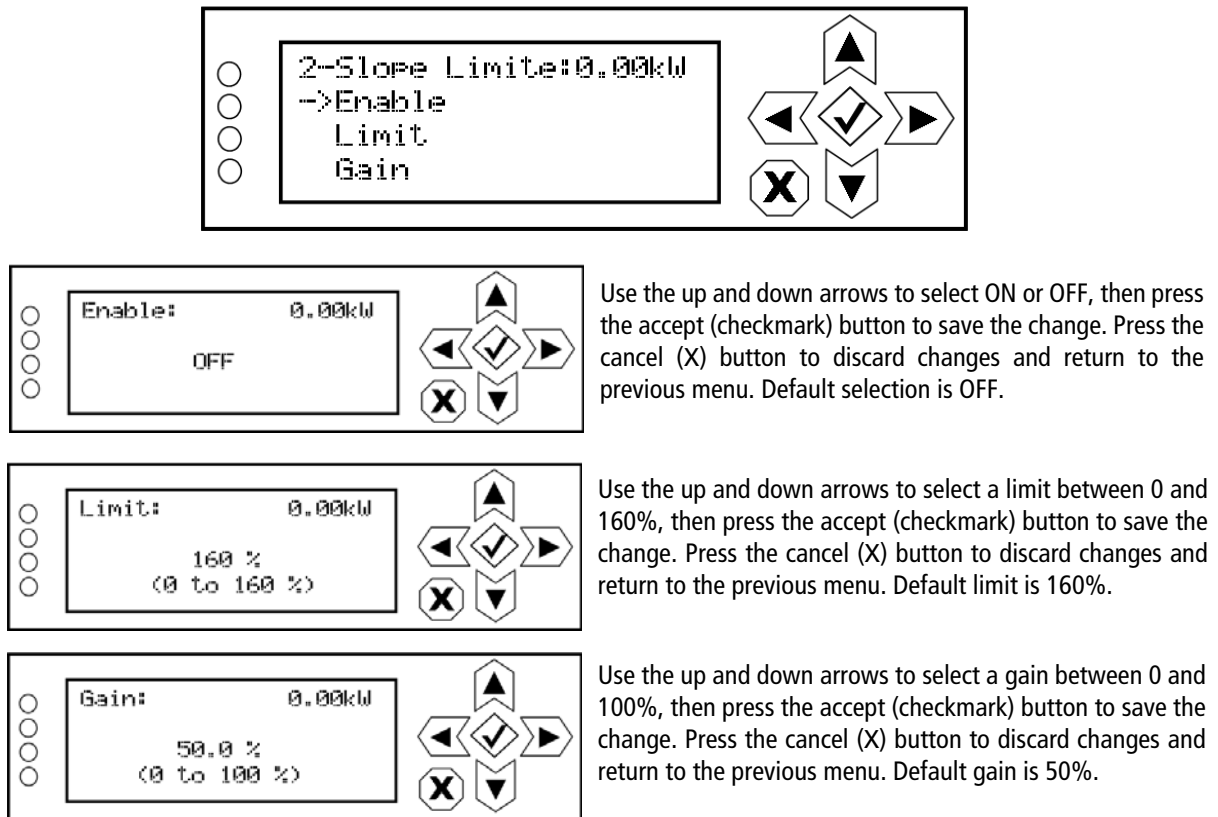 2-Slope Limite:0.00kW
->Enable
Limit
Gain
Enable: 0.00kW
OFF
Use the up and down arrows to select ON or OFF, then press
the accept (checkmark) button to save the change. Press the
cancel (X) button to discard changes and return to the
previous menu. Default selection is OFF.
Limit: 0.00kW
160 %
(0 to 160 %)
Use the up and down arrows to select a limit between 0 and
160%, then press the accept (checkmark) button to save the
change. Press the cancel (X) button to discard changes and
return to the previous menu. Default limit is 160%.
Gain: 0.00kW
50.0 %
(0 to 100 %)
Use the up and down arrows to select a gain between 0 and
100%, then press the accept (checkmark) button to save the
change. Press the cancel (X) button to discard changes and
return to the previous menu. Default gain is 50%.